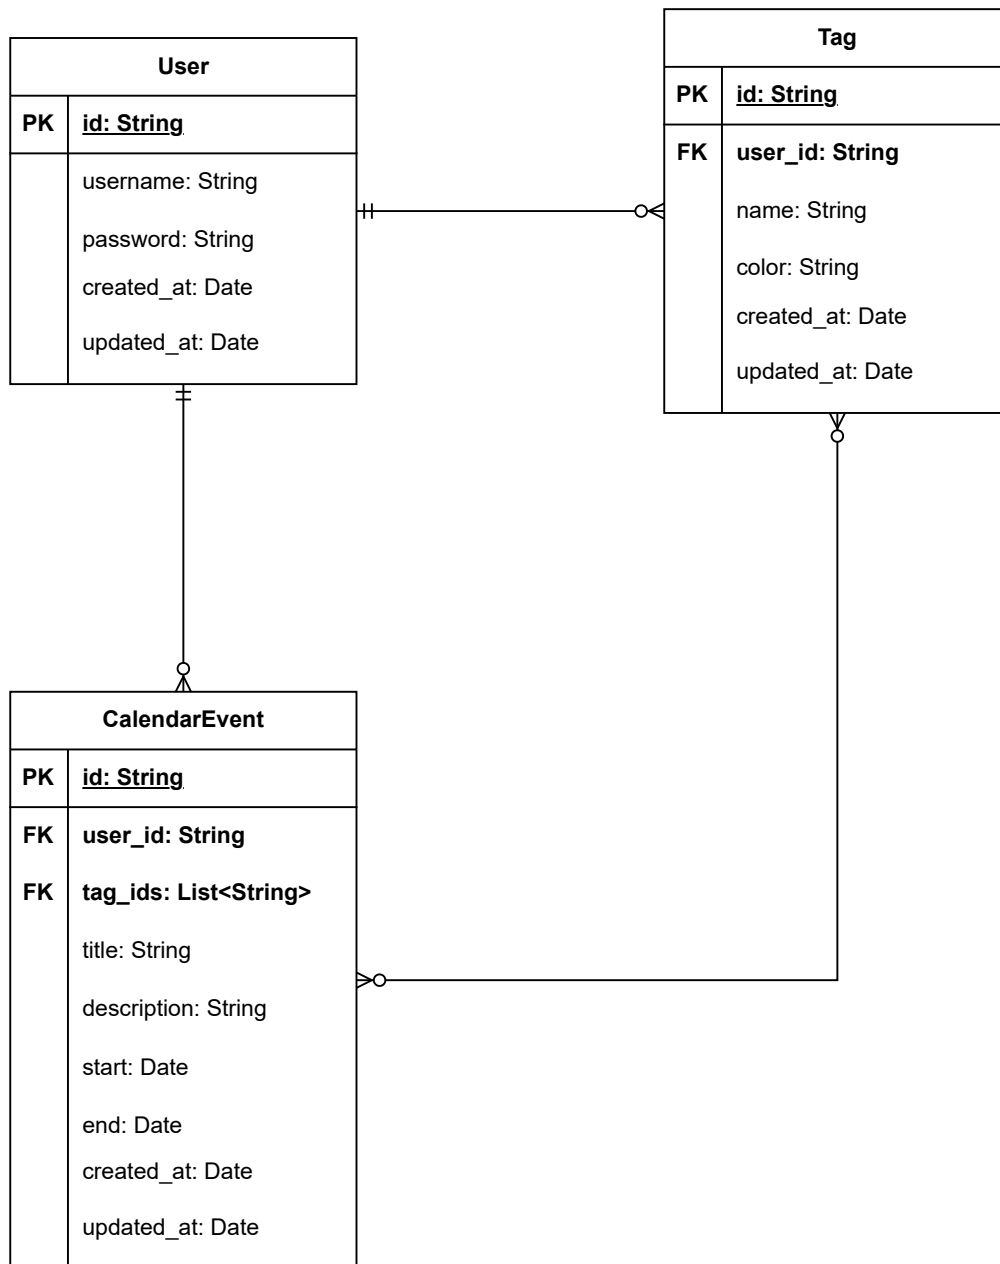 User
PK id: String
username: String
password: String
created_at: Date
updated_at: Date
Tag
PK id: String
FK user_id: String
name: String
color: String
created_at: Date
updated_at: Date
CalendarEvent
PK id: String
FK user_id: String
FK tag_ids: List<String>
title: String
description: String
start: Date
end: Date
created_at: Date
updated_at: Date